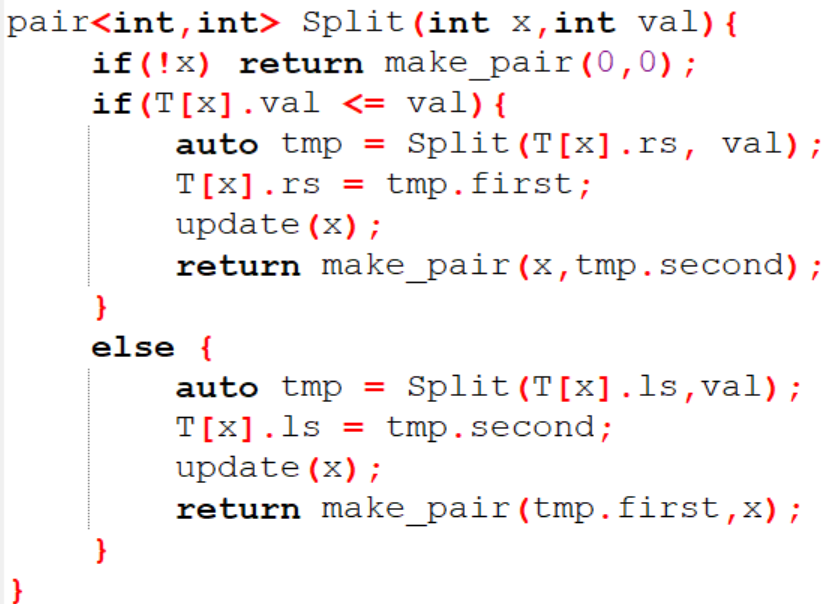 pair<int,int> Split(int x,int val){
    if(!x) return make_pair(0,0);
    if(T[x].val <= val){
        auto tmp = Split(T[x].rs, val);
        T[x].rs = tmp.first;
        update(x);
        return make_pair(x,tmp.second);
    }
    else {
        auto tmp = Split(T[x].ls,val);
        T[x].ls = tmp.second;
        update(x);
        return make_pair(tmp.first,x);
    }
}